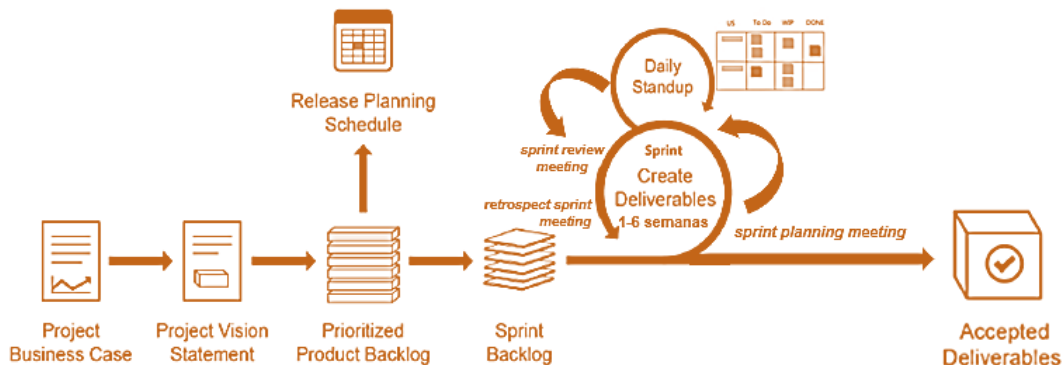 US To Do WIP DONE
Daily
Standup
Release Planning
Schedule
sprint review
meeting
Sprint
Create
Deliverables
1-6 semanas
retrospect sprint
meeting
sprint planning meeting
Project
Business Case
Project Vision
Statement
Prioritized
Product Backlog
Sprint
Backlog
Accepted
Deliverables